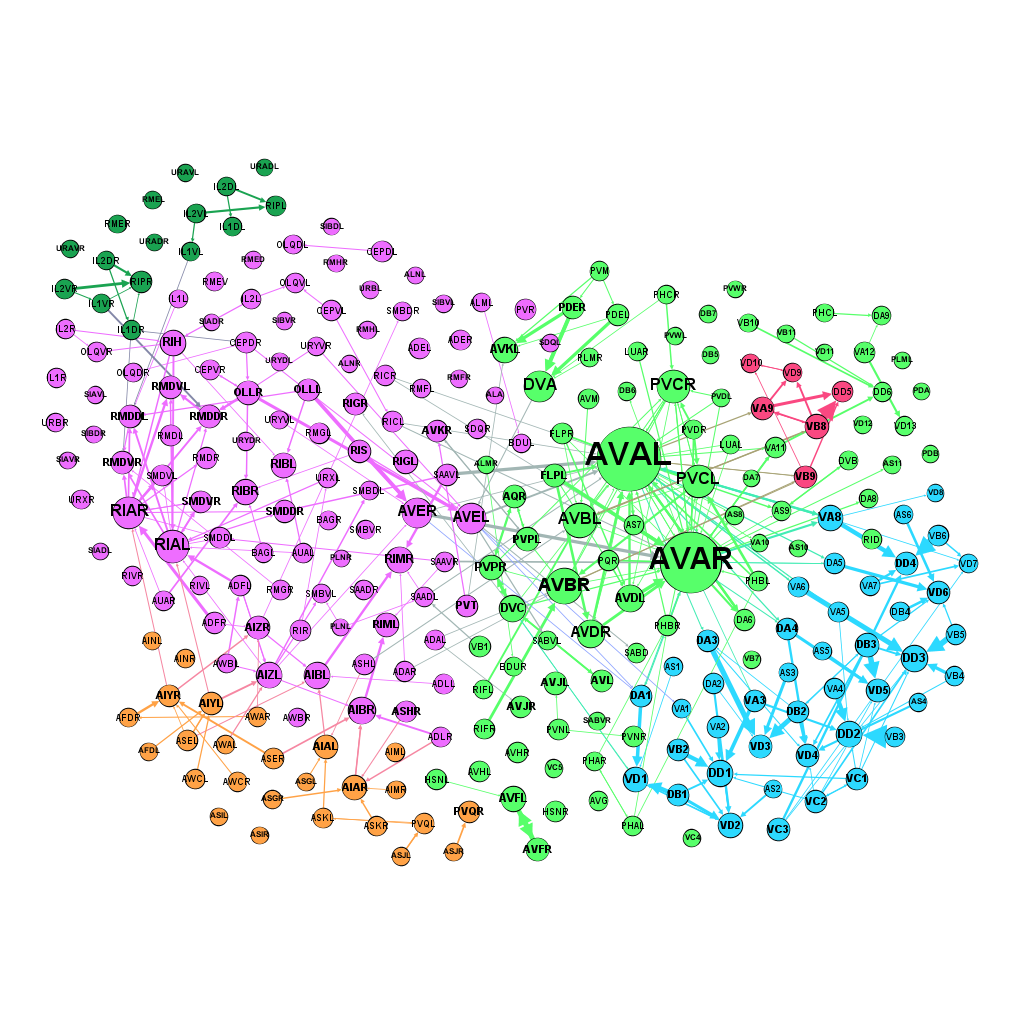 URADL
URAVL
IL2DL
RMEL
RIPL
IL2VL
RMER
IL1DL
SIBDL
URADR
OLQDL
URAVR
IL1VL
CEPDL
IL2DR
RMED
RMHR
PVM
ALNL
RIPR
RMEV
OLQVL
URBL
IL2VR
PHCR
PVWR
IL1L
IL2L
SIBVL
ALML
IL1VR
PDER
PVR
CEPVL
SMBDR
PDEL
DB7
PHCL
DA9
SIADR
SIBVR
VB10
IL1DR
RMHL
VB11
PVWL
RIH
CEPDR
ADER
SDQL
URYVR
ADEL
AVKL
OLQVR
LUAR
DB5
VD11
VA12
PLMR
PLML
URYDL
ALNR
VD10
OLQDR
CEPVR
VD9
IL1R
RICR
RMFR
DVA
PVCR
RMDVL
RMFL
DB6
DD5
DD6
PDA
OLLR
OLLL
SIAVL
ALA
AVM
PVDL
RIGR
VA9
RMDDL
RMDDR
URBR
URYVL
RICL
VD12
VB8
VD13
SIBDR
RMDL
RMGL
AVKR
SDQR
FLPR
PVDR
URYDR
BDUL
LUAL
VA11
RIS
AVAL
PDB
SIAVR
RMDVR
RMDR
RIBL
RIGL
ALMR
DVB
AS11
SMDVL
URXL
SAAVL
FLPL
PVCL
DA7
VB9
RIBR
SMBDL
AQR
VD8
URXR
SMDVR
DA8
RIAR
SMDDR
AVER
AVEL
AVBL
AS7
AS8
AS9
VA8
AS6
BAGR
SMBVR
SMDDL
PVPL
RID
VB6
RIAL
VA10
AS10
SIADL
BAGL
AUAL
PLNR
RIMR
SAAVR
PVPR
PQR
AVAR
DA5
DD4
VD7
RIVR
RIVL
ADFL
RMGR
SMBVL
SAADR
AVBR
PHBL
VA6
VA7
VD6
AUAR
SAADL
PVT
DVC
AVDL
VA5
DB4
ADFR
AIZR
RIR
PLNL
RIML
AVDR
PHBR
DA6
DA4
VB5
AINL
ADAL
VB1
SABVL
DA3
DB3
AINR
AWBL
ASHL
SABD
AS5
DD3
AIZL
AIBL
ADAR
BDUR
AS1
VB7
AS3
VB4
ADLL
RIFL
AVJL
AVL
DA2
VD5
AIYR
AIYL
DA1
VA3
VA4
AFDR
AWAR
AWBR
AIBR
ASHR
AVJR
VA1
DB2
AS4
SABVR
AFDL
ASEL
AWAL
ADLR
RIFR
PVNL
PVNR
VA2
DD2
VB3
AIAL
AIML
AVHR
VB2
VD3
VD4
ASER
PHAR
AWCL
AWCR
ASGL
HSNL
AVHL
VC5
VD1
DD1
VC1
AIAR
AIMR
ASGR
AVFL
AVG
DB1
AS2
VC2
ASIL
ASKL
HSNR
PVQR
ASKR
PVQL
PHAL
VD2
VC3
ASIR
VC4
ASJL
ASJR
AVFR